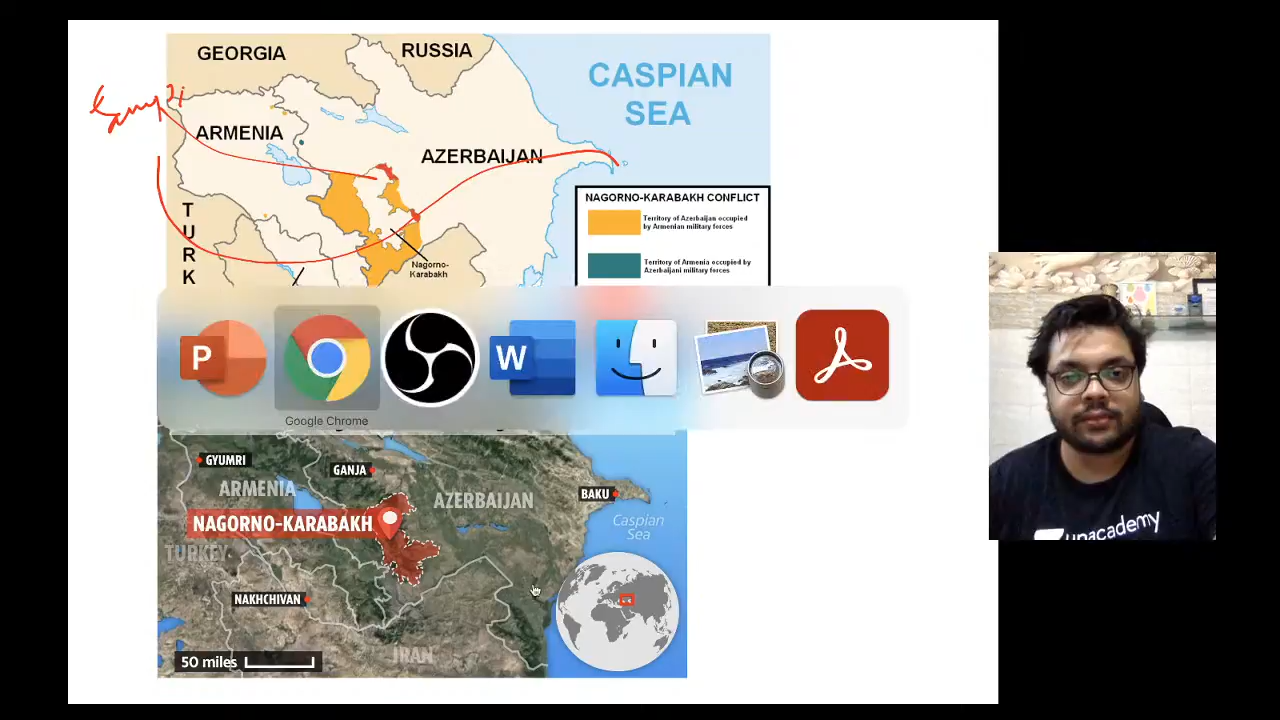 GEORGIA
RUSSIA
CASPIAN
SEA
ARMENIA
AZERBAIJAN
T
U
R
K
NAGORNO-KARABAKH CONFLICT
Territory of Azerbaijan occupied
by Armenian military forces
Territory of Armenia occupied by
Azerbaijani military forces
Nagorno-
Karabakh
P
W
Google Chrome
GYUMRI
GANJA
ARMENIA
AZERBAIJAN
BAKU
NAGORNO-KARABAKH
Caspian
Sea
TURKEY
NAKHCHIVAN
IRAN
50 miles
unacademy